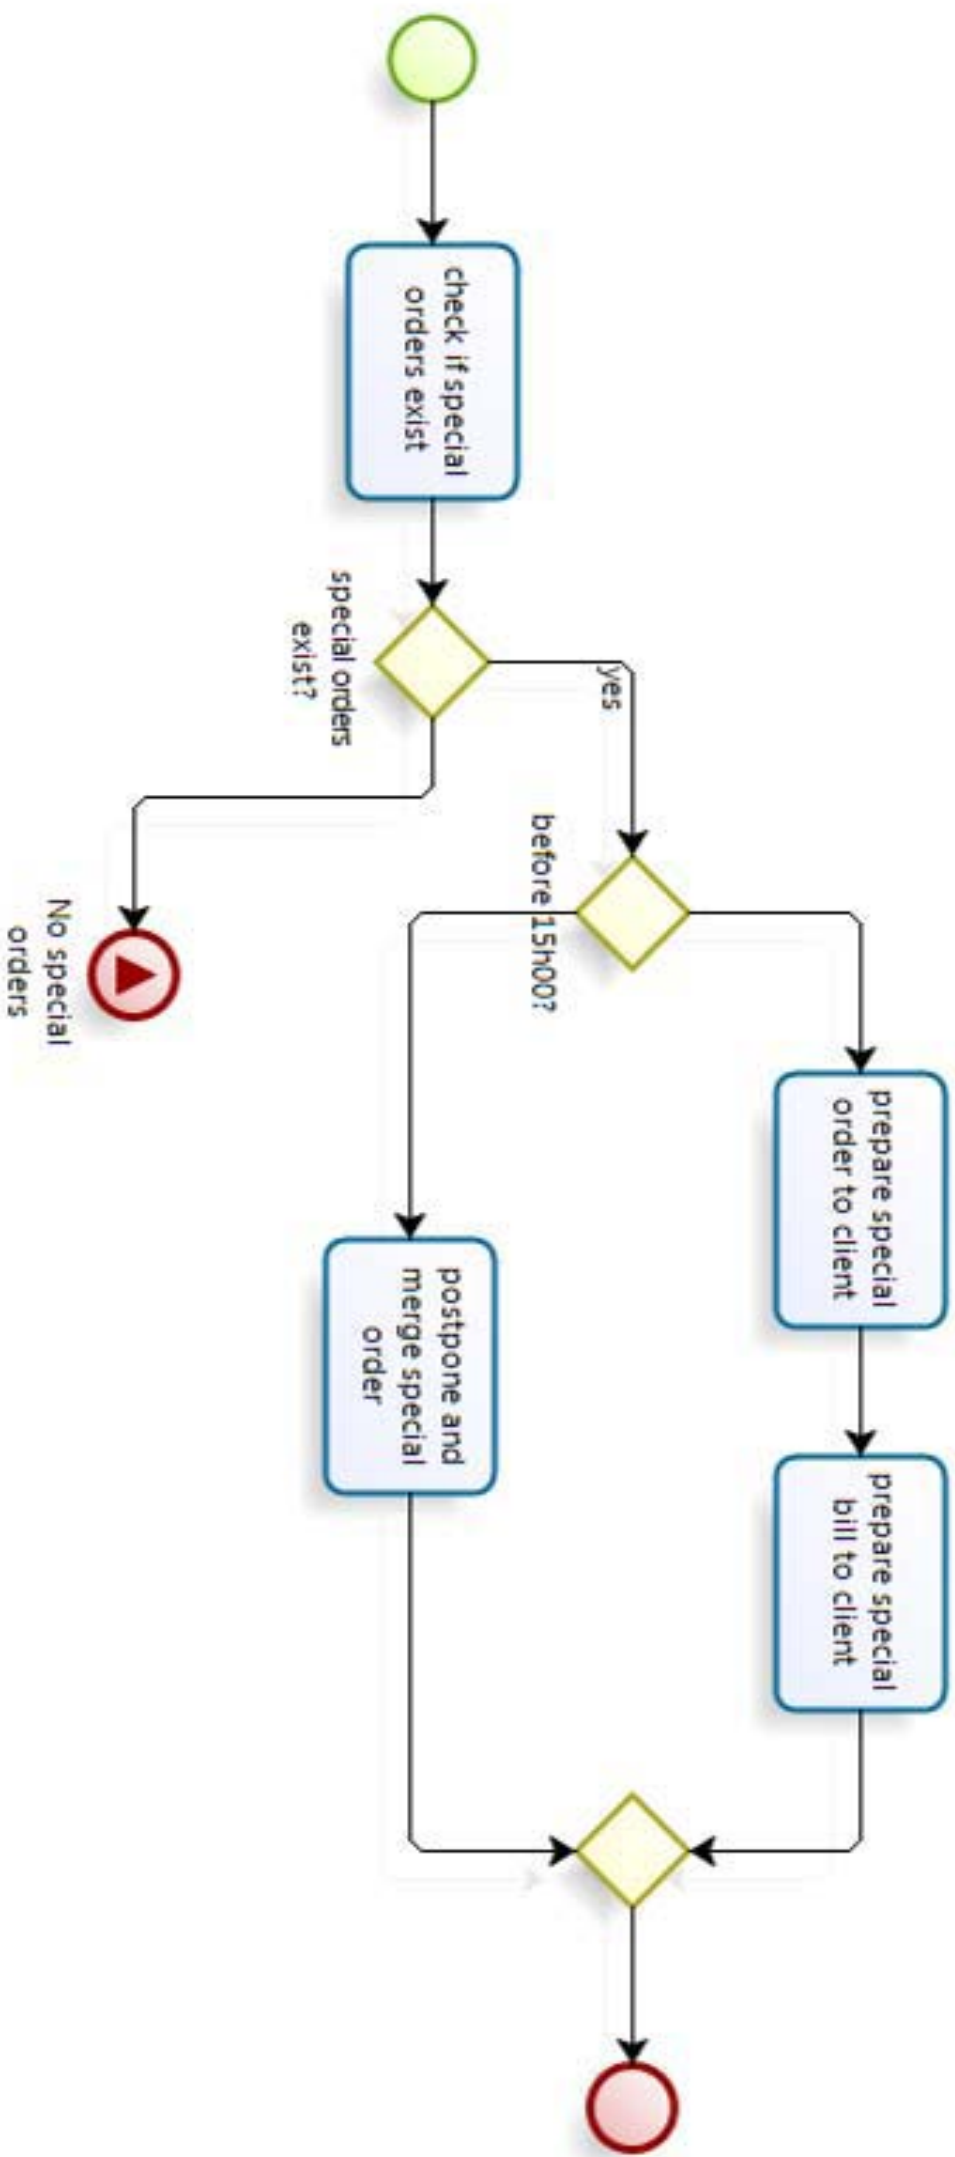 check if special
orders exist
special orders
exist?
yes
No special
orders
before 15h00?
prepare special
order to client
postpone and
merge special
order
prepare special
bill to client